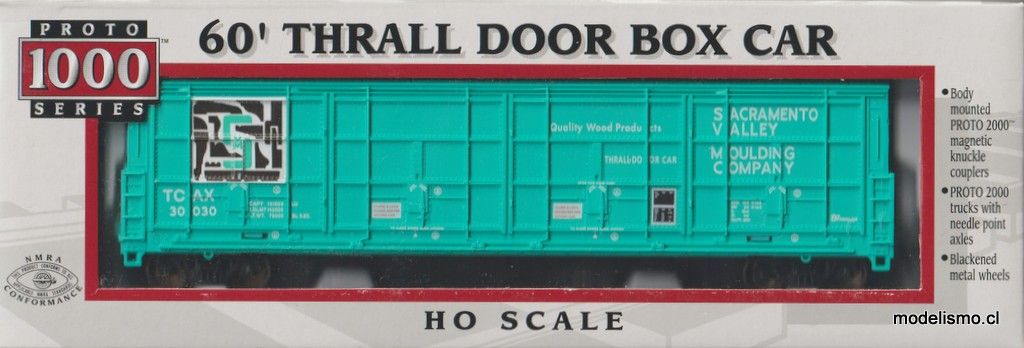 PROTO
1000™
SERIES
60' THRALL DOOR BOX CAR
Quality Wood Products
THRALL-DOOR CAR
SACRAMENTO
VALLEY
MOULDING
COMPANY
TCAX
30030
• Body
mounted
PROTO 2000™
magnetic
knuckle
couplers
• PROTO 2000
trucks with
needle point
axles
• Blackened
metal wheels
NMRA
CONFORMANCE
HO SCALE
modelismo.cl